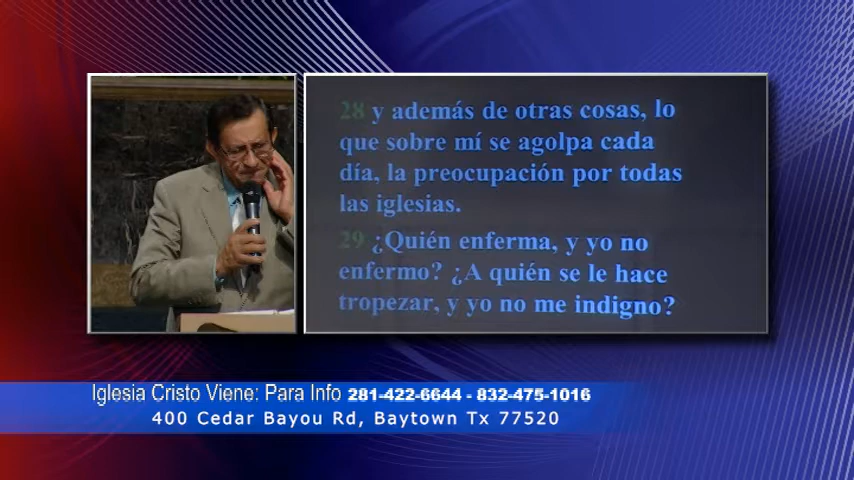 28 y además de otras cosas, lo
que sobre mí se agolpa cada
día, la preocupación por todas
las iglesias.
29 ¿Quién enferma, y yo no
enfermo? ¿A quién se le hace
tropezar, y yo no me indigno?
Iglesia Cristo Viene: Para Info 281-422-6644 - 832-475-1016
400 Cedar Bayou Rd, Baytown Tx 77520